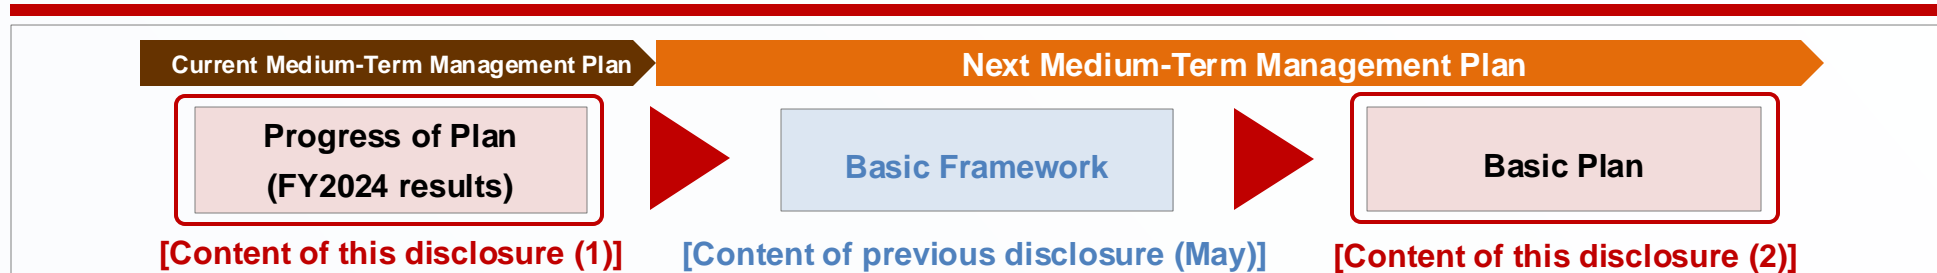 Current Medium-Term Management Plan
Next Medium-Term Management Plan
Progress of Plan
(FY2024 results)
Basic Framework
Basic Plan
[Content of this disclosure (1)]
[Content of previous disclosure (May)]
[Content of this disclosure (2)]